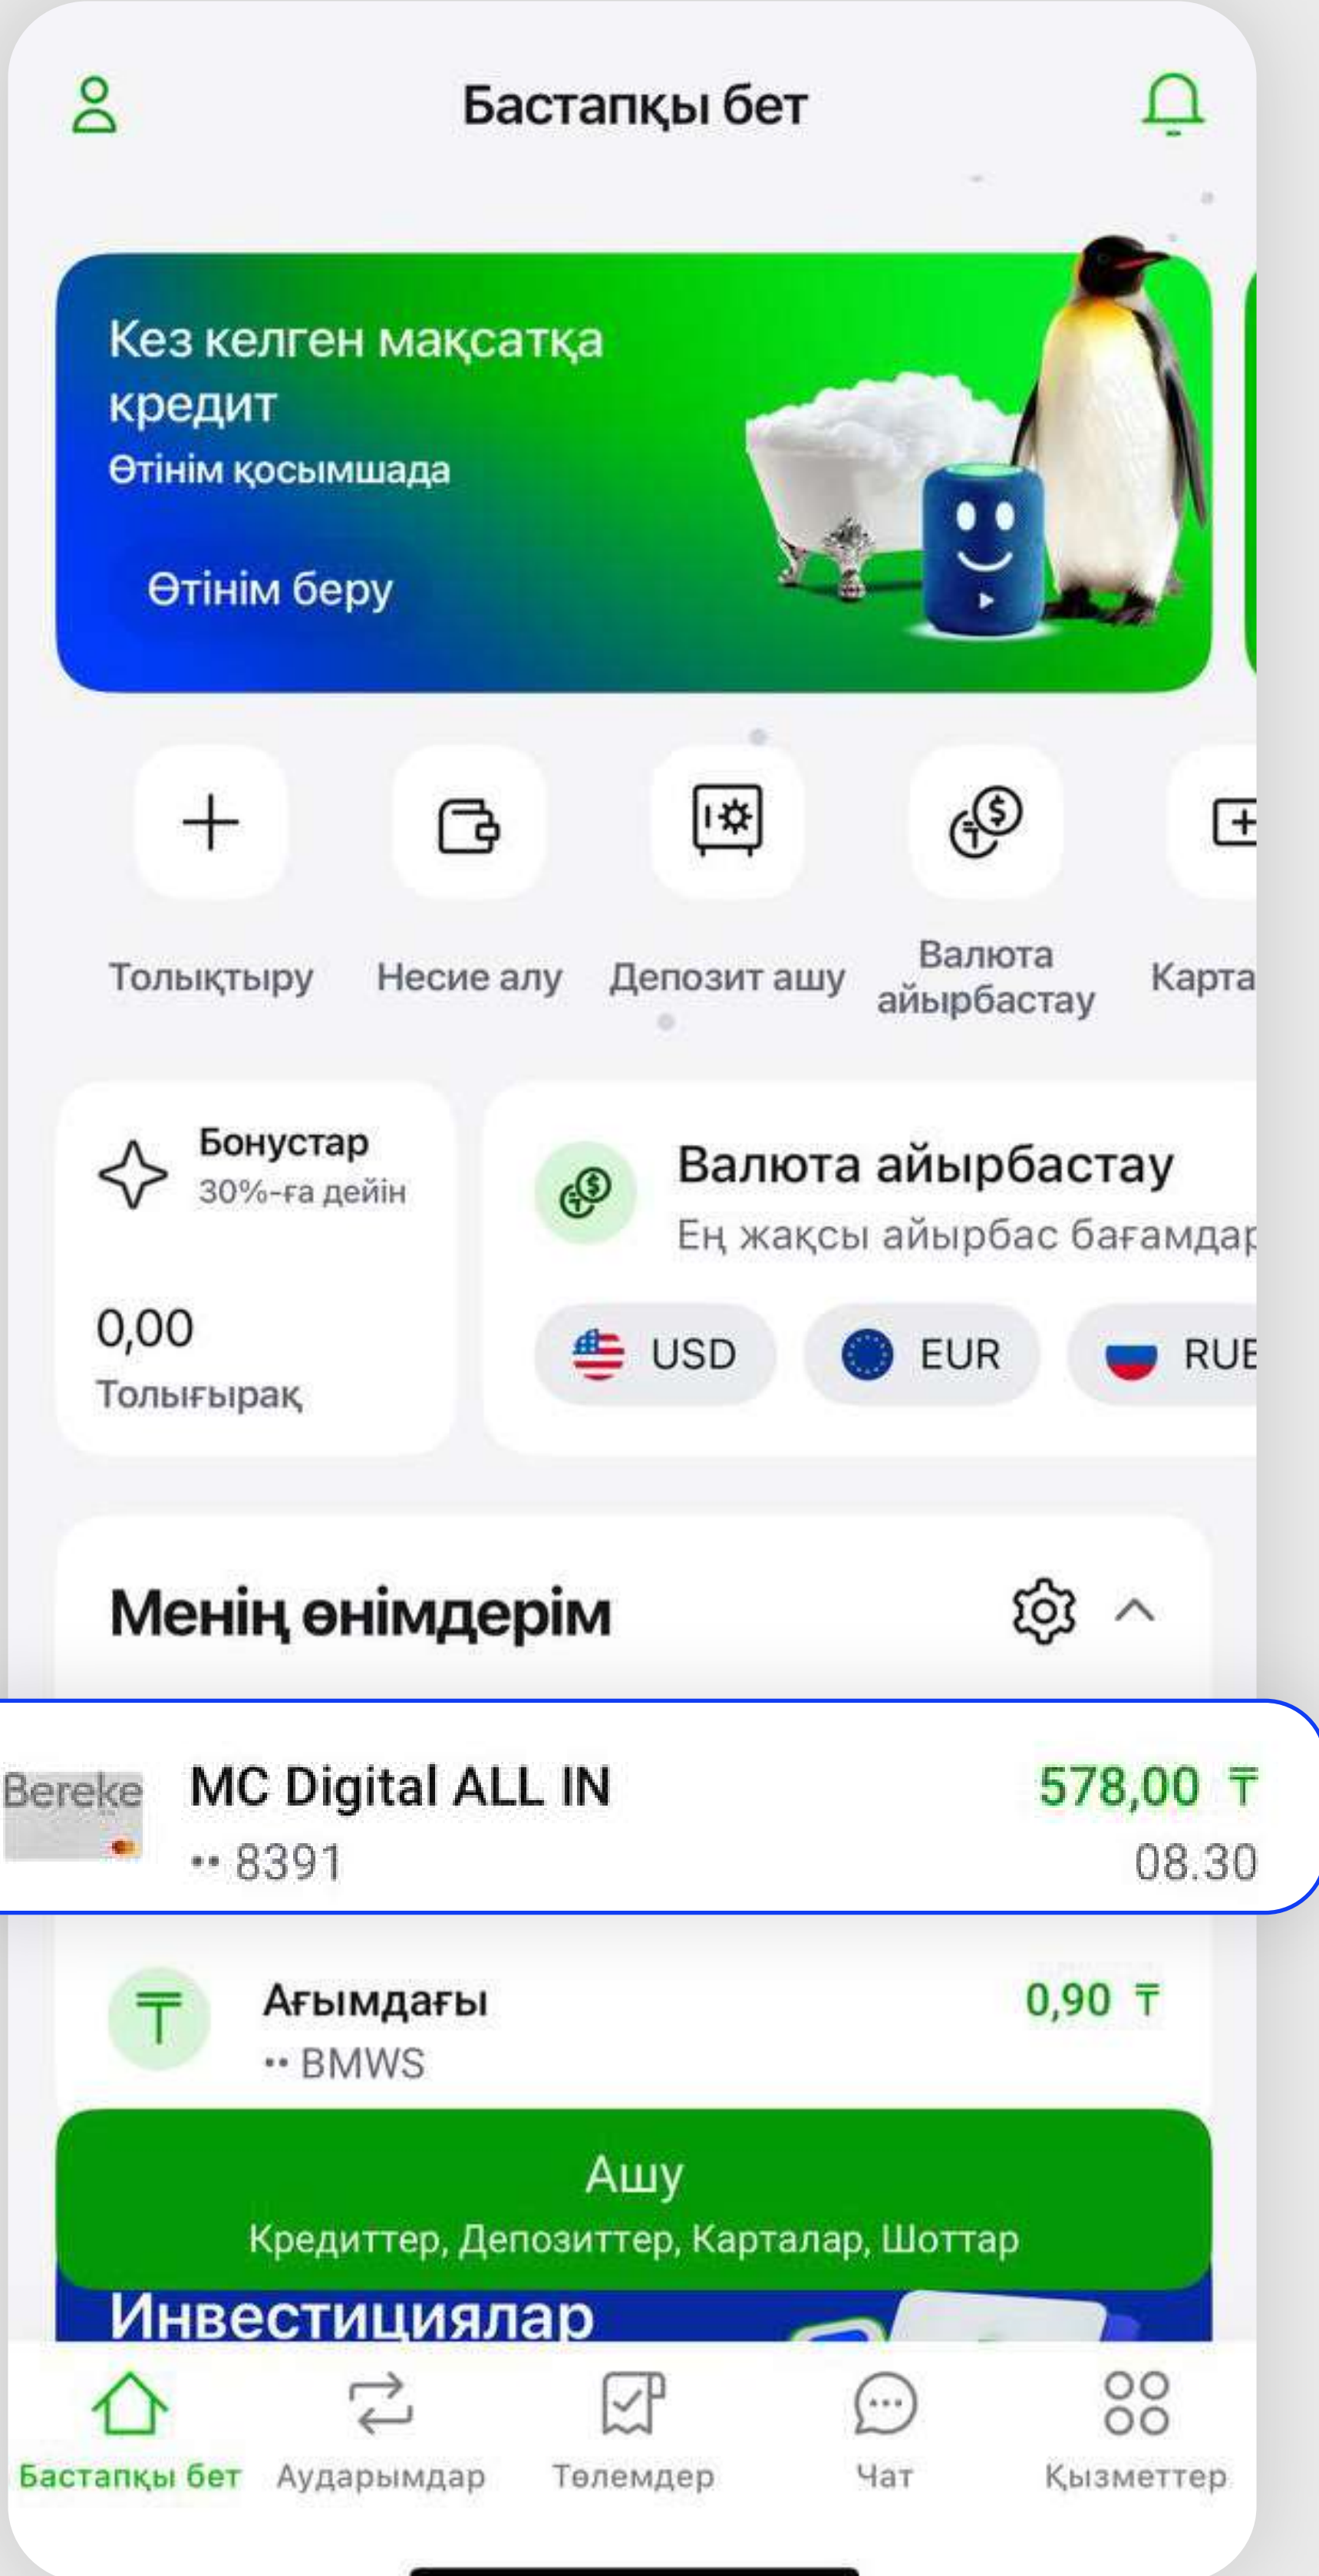 Бастапқы бет
Кез келген мақсатқа
кредит
Өтінім қосымшада
Өтінім беру
Толықтыру
Несие алу
Депозит ашу
Валюта
айырбастау
Карта
Бонустар
30%-ға дейін
0,00
Толығырақ
Валюта айырбастау
Ең жақсы айырбас бағамдар
USD
EUR
RUB
Менің өнімдерім
Bereke
MC Digital ALL IN
578,00 ₸
•• 8391
08.30
₸
Ағымдағы
0,90 ₸
•• BMWS
Ашу
Кредиттер, Депозиттер, Карталар, Шоттар
Инвестициялар
Бастапқы бет
Аударымдар
Төлемдер
Чат
Қызметтер